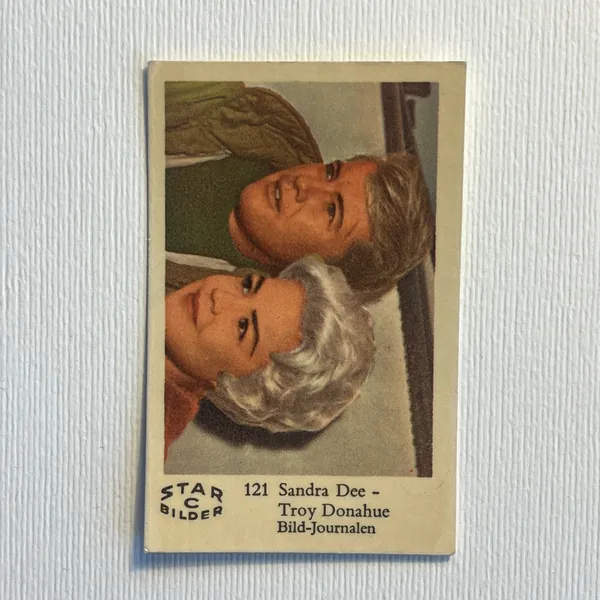 STAR
C
BILDER
121 Sandra Dee -
Troy Donahue
Bild-Journalen